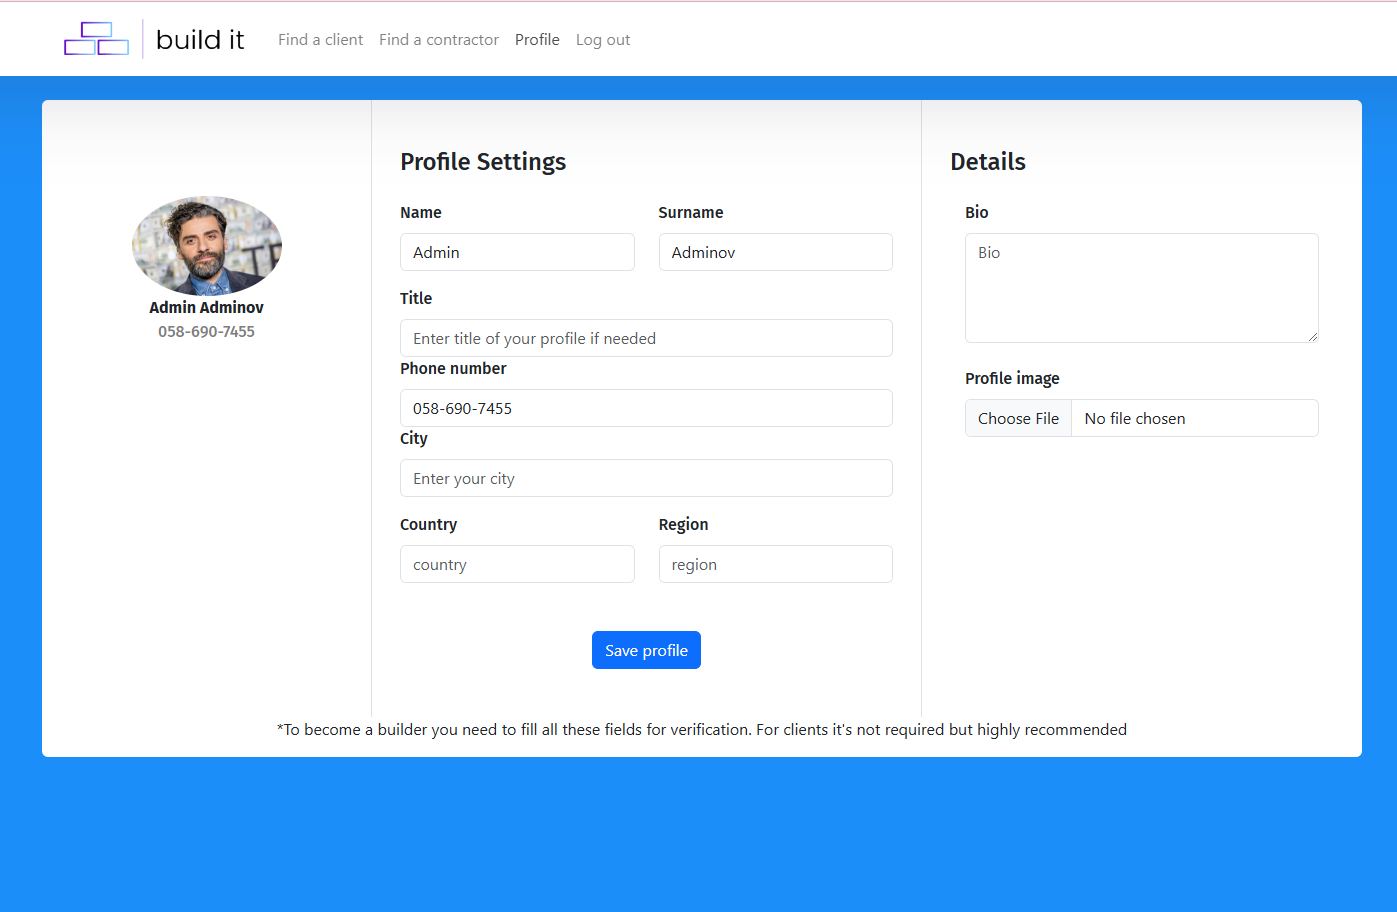 build it
Find a client
Find a contractor
Profile
Log out
Admin Adminov
058-690-7455
Profile Settings
Name
Surname
Admin
Adminov
Title
Enter title of your profile if needed
Phone number
058-690-7455
City
Enter your city
Country
Region
country
region
Save profile
Details
Bio
Bio
Profile image
Choose File
No file chosen
*To become a builder you need to fill all these fields for verification. For clients it's not required but highly recommended